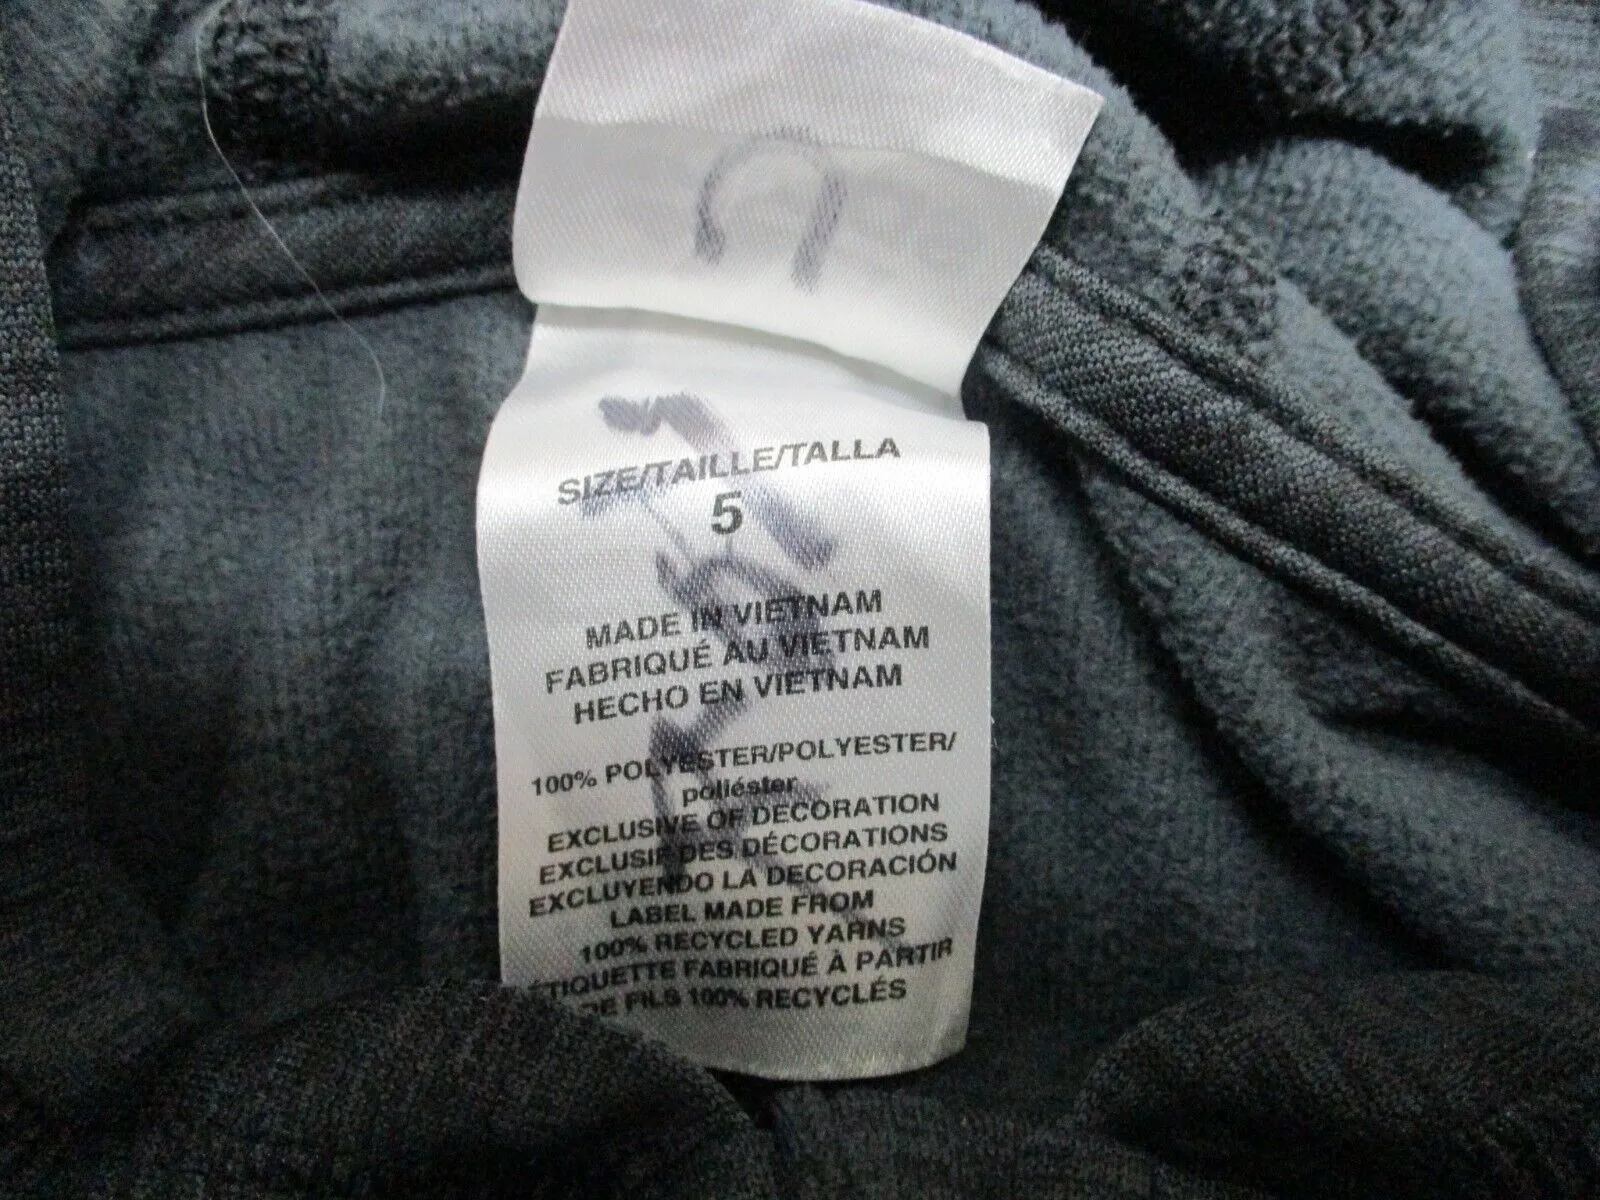 SIZE/TAILLE/TALLA
5
MADE IN VIETNAM
FABRIQUÉ AU VIETNAM
HECHO EN VIETNAM
100% POLYESTER/POLYESTER/
poliéster
EXCLUSIVE OF DECORATION
EXCLUSIF DES DÉCORATIONS
EXCLUYENDO LA DECORACIÓN
LABEL MADE FROM
100% RECYCLED YARNS
ÉTIQUETTE FABRIQUÉ À PARTIR
DE FILS 100% RECYCLÉS